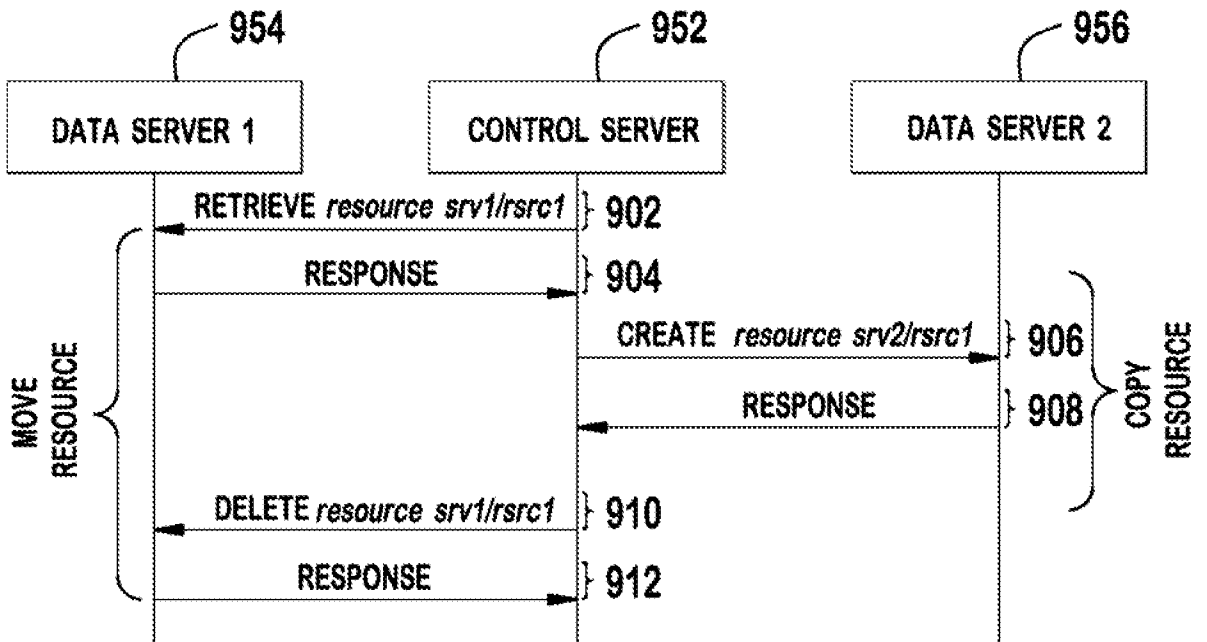 954
952
956
DATA SERVER 1
CONTROL SERVER
DATA SERVER 2
RETRIEVE resource srv1/rsrc1
902
RESPONSE
904
CREATE resource srv2/rsrc1
906
RESPONSE
908
DELETE resource srv1/rsrc1
910
RESPONSE
912
MOVE
RESOURCE
COPY
RESOURCE